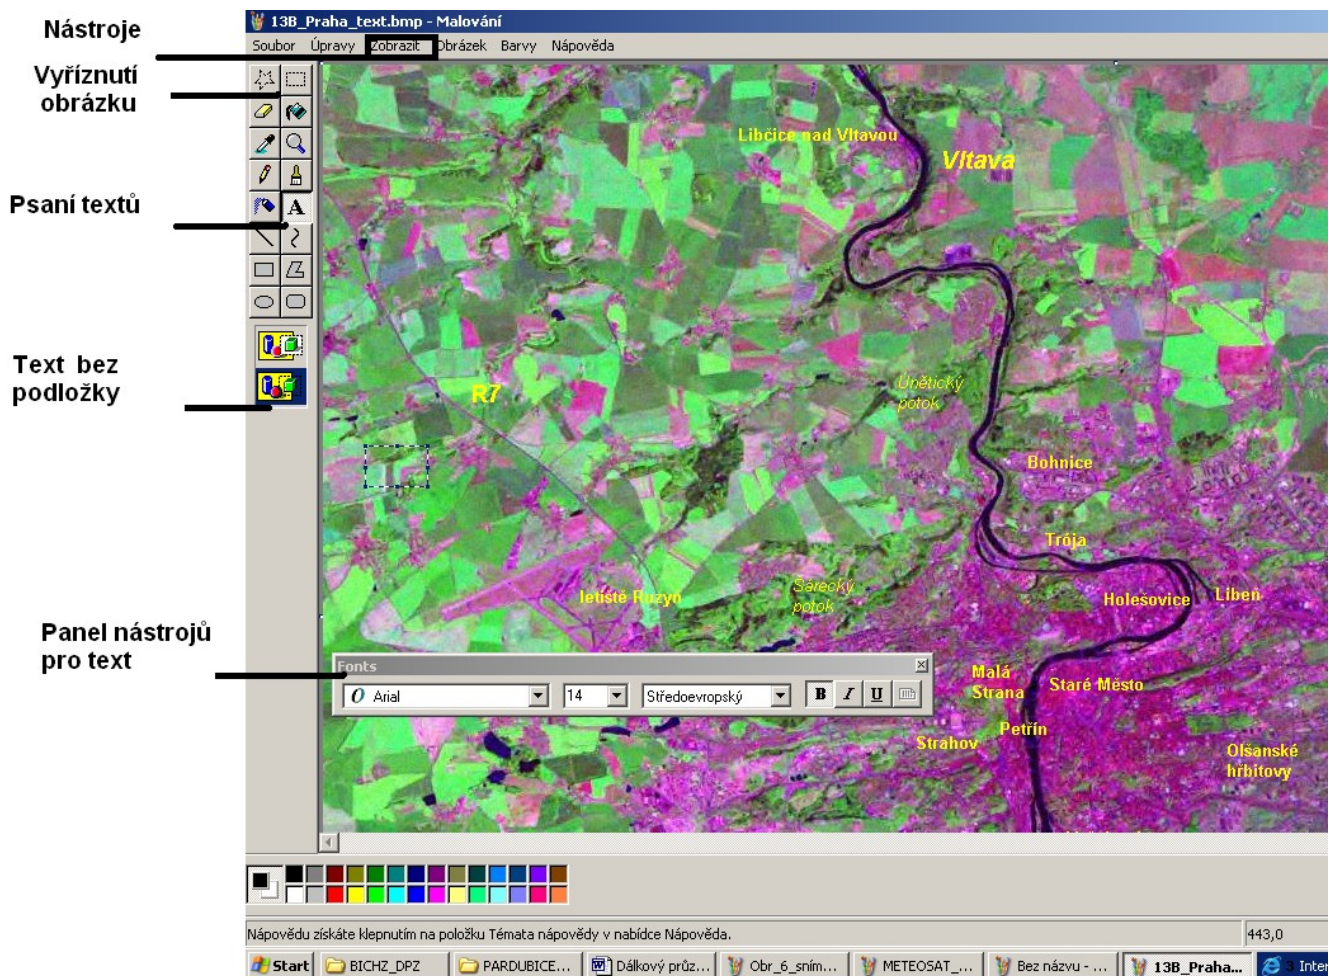 13B_Praha_text.bmp - Malování
Nástroje
Soubor Úpravy Zobrazit Obrázek Barvy Nápověda
Vyříznutí
obrázku
Libčice nad Vltavou
Vltava
Psaní textů
A
Text bez
podložky
R7
Únětický
potok
Bohnice
Trója
Šárecký
potok
letiště Ruzyň
Holešovice
Libeň
Panel nástrojů
pro text
Fonts
O Arial 14 Středoevropský B I U
Malá
Strana
Staré Město
Petřín
Strahov
Olšanské
hřbitovy
Nápovědu získáte klepnutím na položku Témata nápovědy v nabídce Nápověda.
443,0
Start BICHZ_DPZ PARDUBICE... Dálkový průz... Obr_6_sním... METEOSAT_... Bez názvu - ... 13B_Praha... 3 Inter